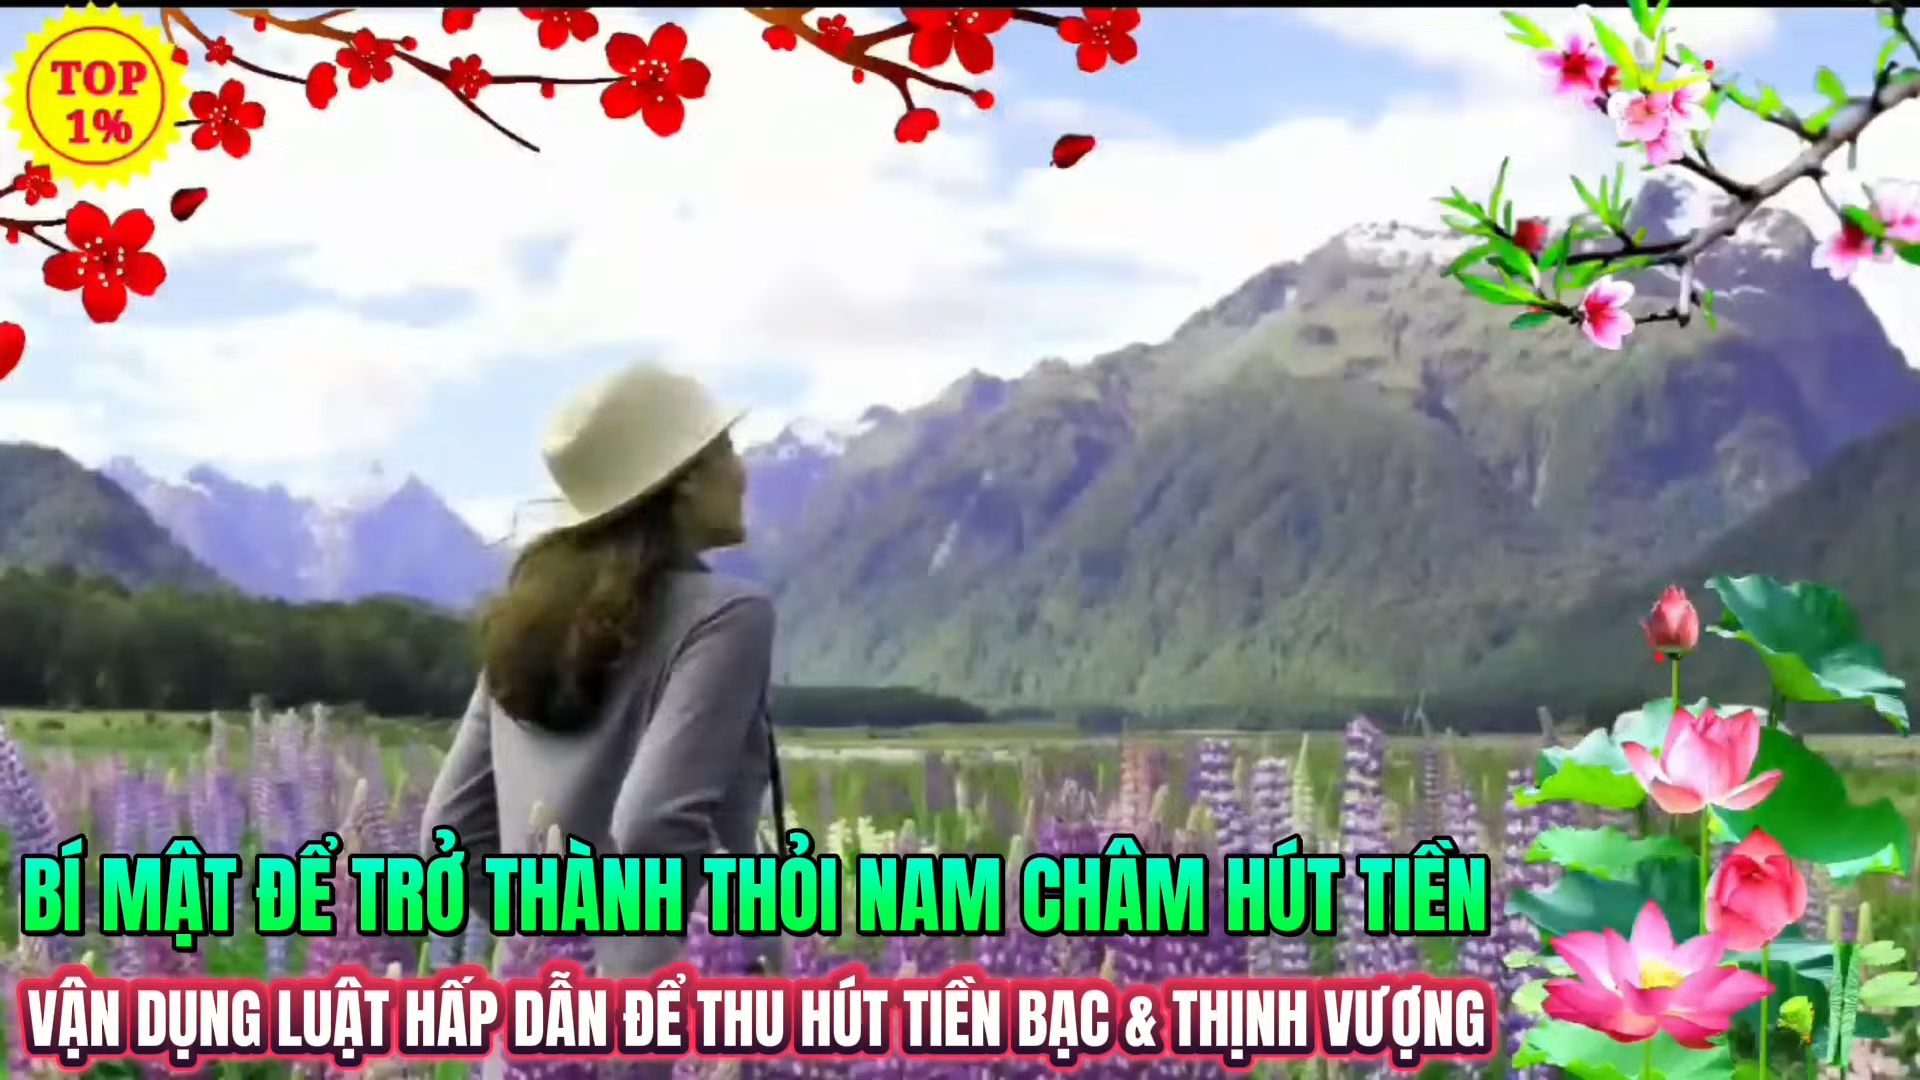 TOP
1%
BÍ MẬT ĐỂ TRỞ THÀNH THỎI NAM CHÂM HÚT TIỀN
VẬN DỤNG LUẬT HẤP DẪN ĐỂ THU HÚT TIỀN BẠC & THỊNH VƯỢNG